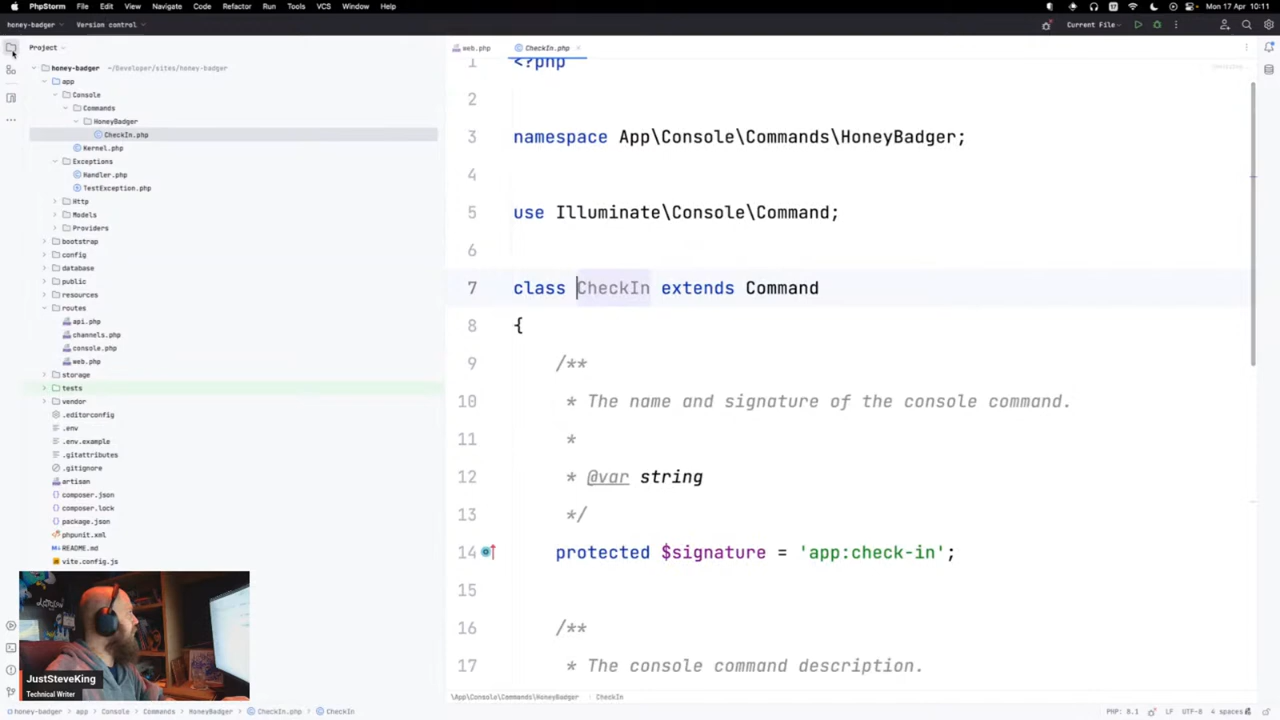 PhpStorm File Edit View Navigate Code Refactor Run Tools VCS Window Help Mon 17 Apr 10:11
honey-badger Version control Current File
Project
web.php CheckIn.php
honey-badger ~/Developer/sites/honey-badger
app
Console
Commands
HoneyBadger
CheckIn.php
Kernel.php
Exceptions
Handler.php
TestException.php
Http
Models
Providers
bootstrap
config
database
public
resources
routes
api.php
channels.php
console.php
web.php
storage
tests
vendor
.editorconfig
.env
.env.example
.gitattributes
.gitignore
artisan
composer.json
composer.lock
package.json
phpunit.xml
README.md
vite.config.js
1 <?php
2
3 namespace App\Console\Commands\HoneyBadger;
4
5 use Illuminate\Console\Command;
6
7 class CheckIn extends Command
8 {
9 /**
10 * The name and signature of the console command.
11 *
12 * @var string
13 */
14 protected $signature = 'app:check-in';
15
16 /**
17 * The console command description.
JustSteveKing
Technical Writer
\App\Console\Commands\HoneyBadger CheckIn
honey-badger app Console Commands HoneyBadger CheckIn.php CheckIn PHP: 8.1 LF UTF-8 4 spaces